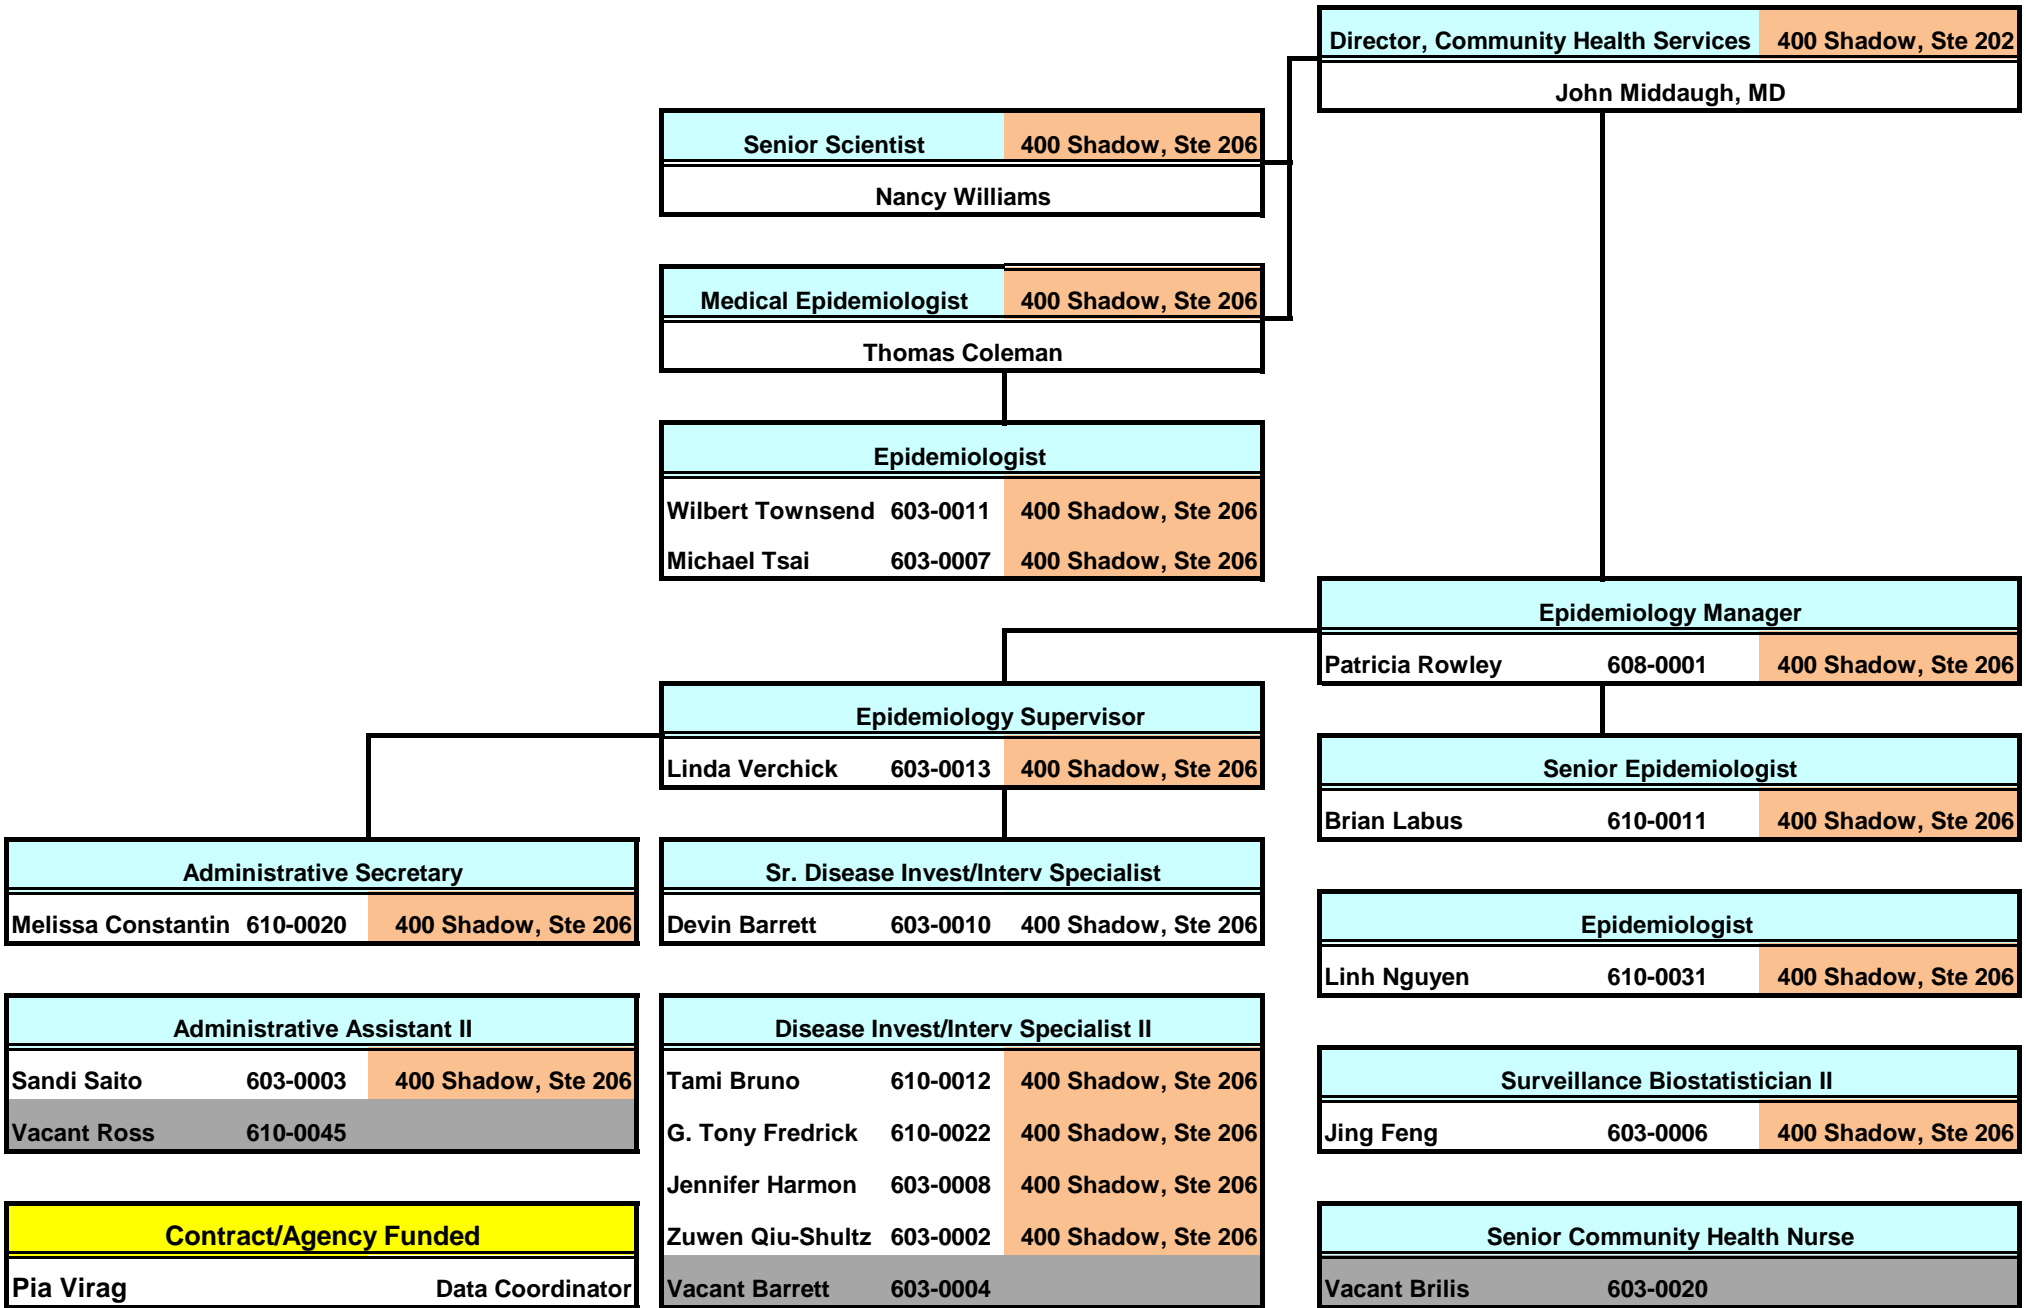 Director, Community Health Services 400 Shadow, Ste 202
John Middaugh, MD
Senior Scientist 400 Shadow, Ste 206
Nancy Williams
Medical Epidemiologist 400 Shadow, Ste 206
Thomas Coleman
Epidemiologist
Wilbert Townsend 603-0011 400 Shadow, Ste 206
Michael Tsai 603-0007 400 Shadow, Ste 206
Epidemiology Manager
Patricia Rowley 608-0001 400 Shadow, Ste 206
Epidemiology Supervisor
Linda Verchick 603-0013 400 Shadow, Ste 206
Senior Epidemiologist
Brian Labus 610-0011 400 Shadow, Ste 206
Administrative Secretary
Melissa Constantin 610-0020 400 Shadow, Ste 206
Sr. Disease Invest/Interv Specialist
Devin Barrett 603-0010 400 Shadow, Ste 206
Epidemiologist
Linh Nguyen 610-0031 400 Shadow, Ste 206
Administrative Assistant II
Sandi Saito 603-0003 400 Shadow, Ste 206
Vacant Ross 610-0045
Disease Invest/Interv Specialist II
Tami Bruno 610-0012 400 Shadow, Ste 206
G. Tony Fredrick 610-0022 400 Shadow, Ste 206
Jennifer Harmon 603-0008 400 Shadow, Ste 206
Zuwen Qiu-Shultz 603-0002 400 Shadow, Ste 206
Vacant Barrett 603-0004
Surveillance Biostatistician II
Jing Feng 603-0006 400 Shadow, Ste 206
Contract/Agency Funded
Pia Virag Data Coordinator
Senior Community Health Nurse
Vacant Brilis 603-0020